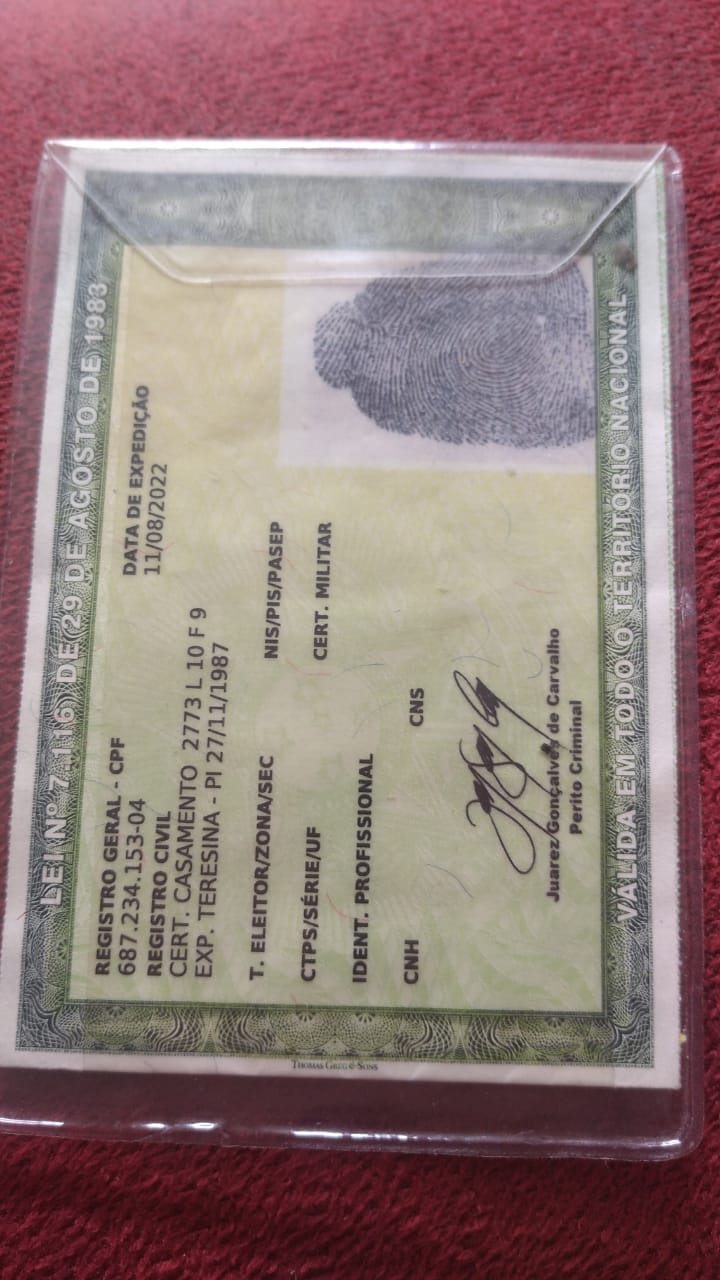 LEI Nº 7.116 DE 29 DE AGOSTO DE 1983
REGISTRO GERAL - CPF
687.234.153-04
DATA DE EXPEDIÇÃO
11/08/2022
REGISTRO CIVIL
CERT. CASAMENTO 2773 L 10 F 9
EXP. TERESINA - PI 27/11/1987
T. ELEITOR/ZONA/SEC
NIS/PIS/PASEP
CTPS/SÉRIE/UF
CERT. MILITAR
IDENT. PROFISSIONAL
CNH
CNS
Juarez Gonçalves de Carvalho
Perito Criminal
VÁLIDA EM TODO O TERRITÓRIO NACIONAL
THOMAS GREG & SONS